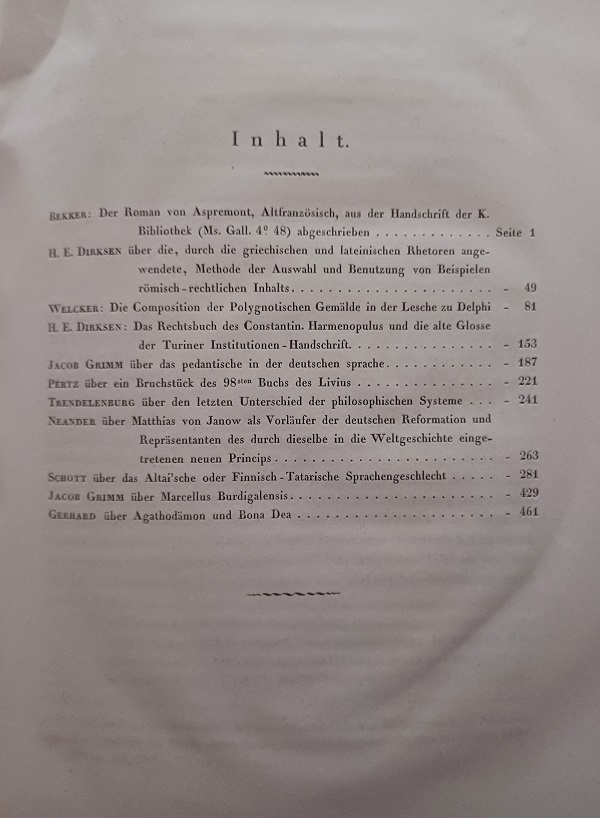 Inhalt.
BEKKER: Der Roman von Aspremont, Altfranzösisch, aus der Handschrift der K.
Bibliothek (Ms. Gall. 4º 48) abgeschrieben . . . . . . . . . . . . . Seite 1
H. E. DIRKSEN über die, durch die griechischen und lateinischen Rhetoren ange-
wendete, Methode der Auswahl und Benutzung von Beispielen
römisch-rechtlichen Inhalts. . . . . . . . . . . . . . . . . . . . . - 49
WELCKER: Die Composition der Polygnotischen Gemälde in der Lesche zu Delphi - 81
H. E. DIRKSEN: Das Rechtsbuch des Constantin. Harmenopulus und die alte Glosse
der Turiner Institutionen-Handschrift. . . . . . . . . . . . . . . - 153
JACOB GRIMM über das pedantische in der deutschen sprache. . . . . . . . . . . - 187
PERTZ über ein Bruchstück des 98sten Buchs des Livius . . . . . . . . . . . . . - 221
TRENDELENBURG über den letzten Unterschied der philosophischen Systeme . . . - 241
NEANDER über Matthias von Janow als Vorläufer der deutschen Reformation und
Repräsentanten des durch dieselbe in die Weltgeschichte einge-
tretenen neuen Princips . . . . . . . . . . . . . . . . . . . . . . - 263
SCHOTT über das Altai'sche oder Finnisch-Tatarische Sprachengeschlecht . . . . . - 281
JACOB GRIMM über Marcellus Burdigalensis. . . . . . . . . . . . . . . . . . . . - 429
GERHARD über Agathodämon und Bona Dea . . . . . . . . . . . . . . . . . . . . . - 461